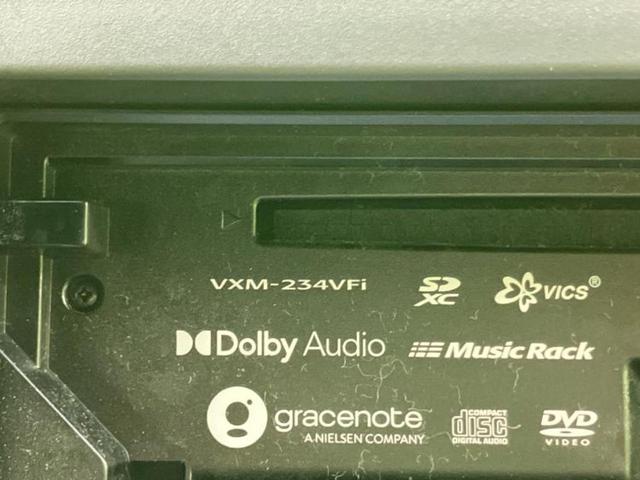 VXM-234VFi SD XC VICS®
Dolby Audio Music Rack
gracenote COMPACT disc DVD
A NIELSEN COMPANY DIGITAL AUDIO VIDEO